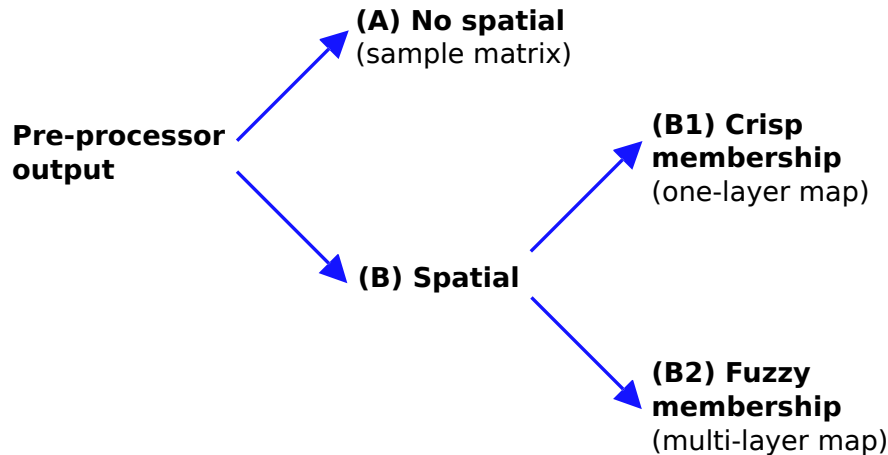 (A) No spatial
(sample matrix)
Pre-processor
output
(B1) Crisp
membership
(one-layer map)
(B) Spatial
(B2) Fuzzy
membership
(multi-layer map)